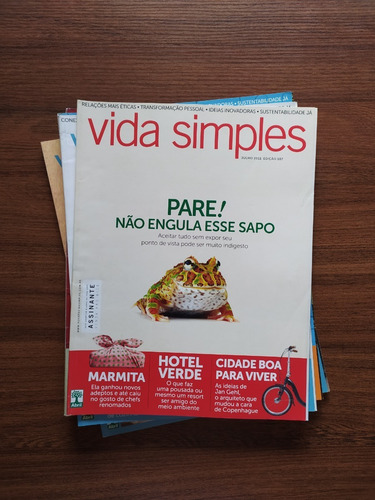 RELAÇÕES MAIS ÉTICAS • TRANSFORMAÇÃO PESSOAL • IDEIAS INOVADORAS • SUSTENTABILIDADE JÁ
vida simples
PARE!
NÃO ENGULA ESSE SAPO
Aceitar tudo sem expor seu
ponto de vista pode ser muito indigesto
ASSINANTE
MARMITA
Ela ganhou novos
adeptos e até caiu
no gosto de chefs
renomados
HOTEL
VERDE
O que faz
uma pousada ou
mesmo um resort
ser amigo do
meio ambiente
CIDADE BOA
PARA VIVER
As ideias de
Jan Gehl,
o arquiteto que
mudou a cara
de Copenhague
Abril